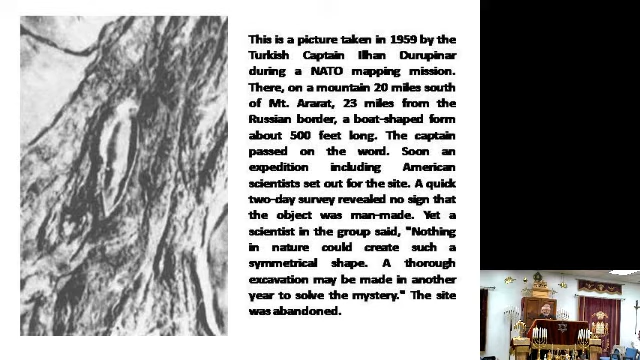 This is a picture taken in 1959 by the
Turkish Captain Ilhan Durupinar
during a NATO mapping mission.
There, on a mountain 20 miles south
of Mt. Ararat, 23 miles from the
Russian border, a boat-shaped form
about 500 feet long. The captain
passed on the word. Soon an
expedition including American
scientists set out for the site. A quick
two-day survey revealed no sign that
the object was man-made. Yet a
scientist in the group said, "Nothing
in nature could create such a
symmetrical shape. A thorough
excavation may be made in another
year to solve the mystery." The site
was abandoned.